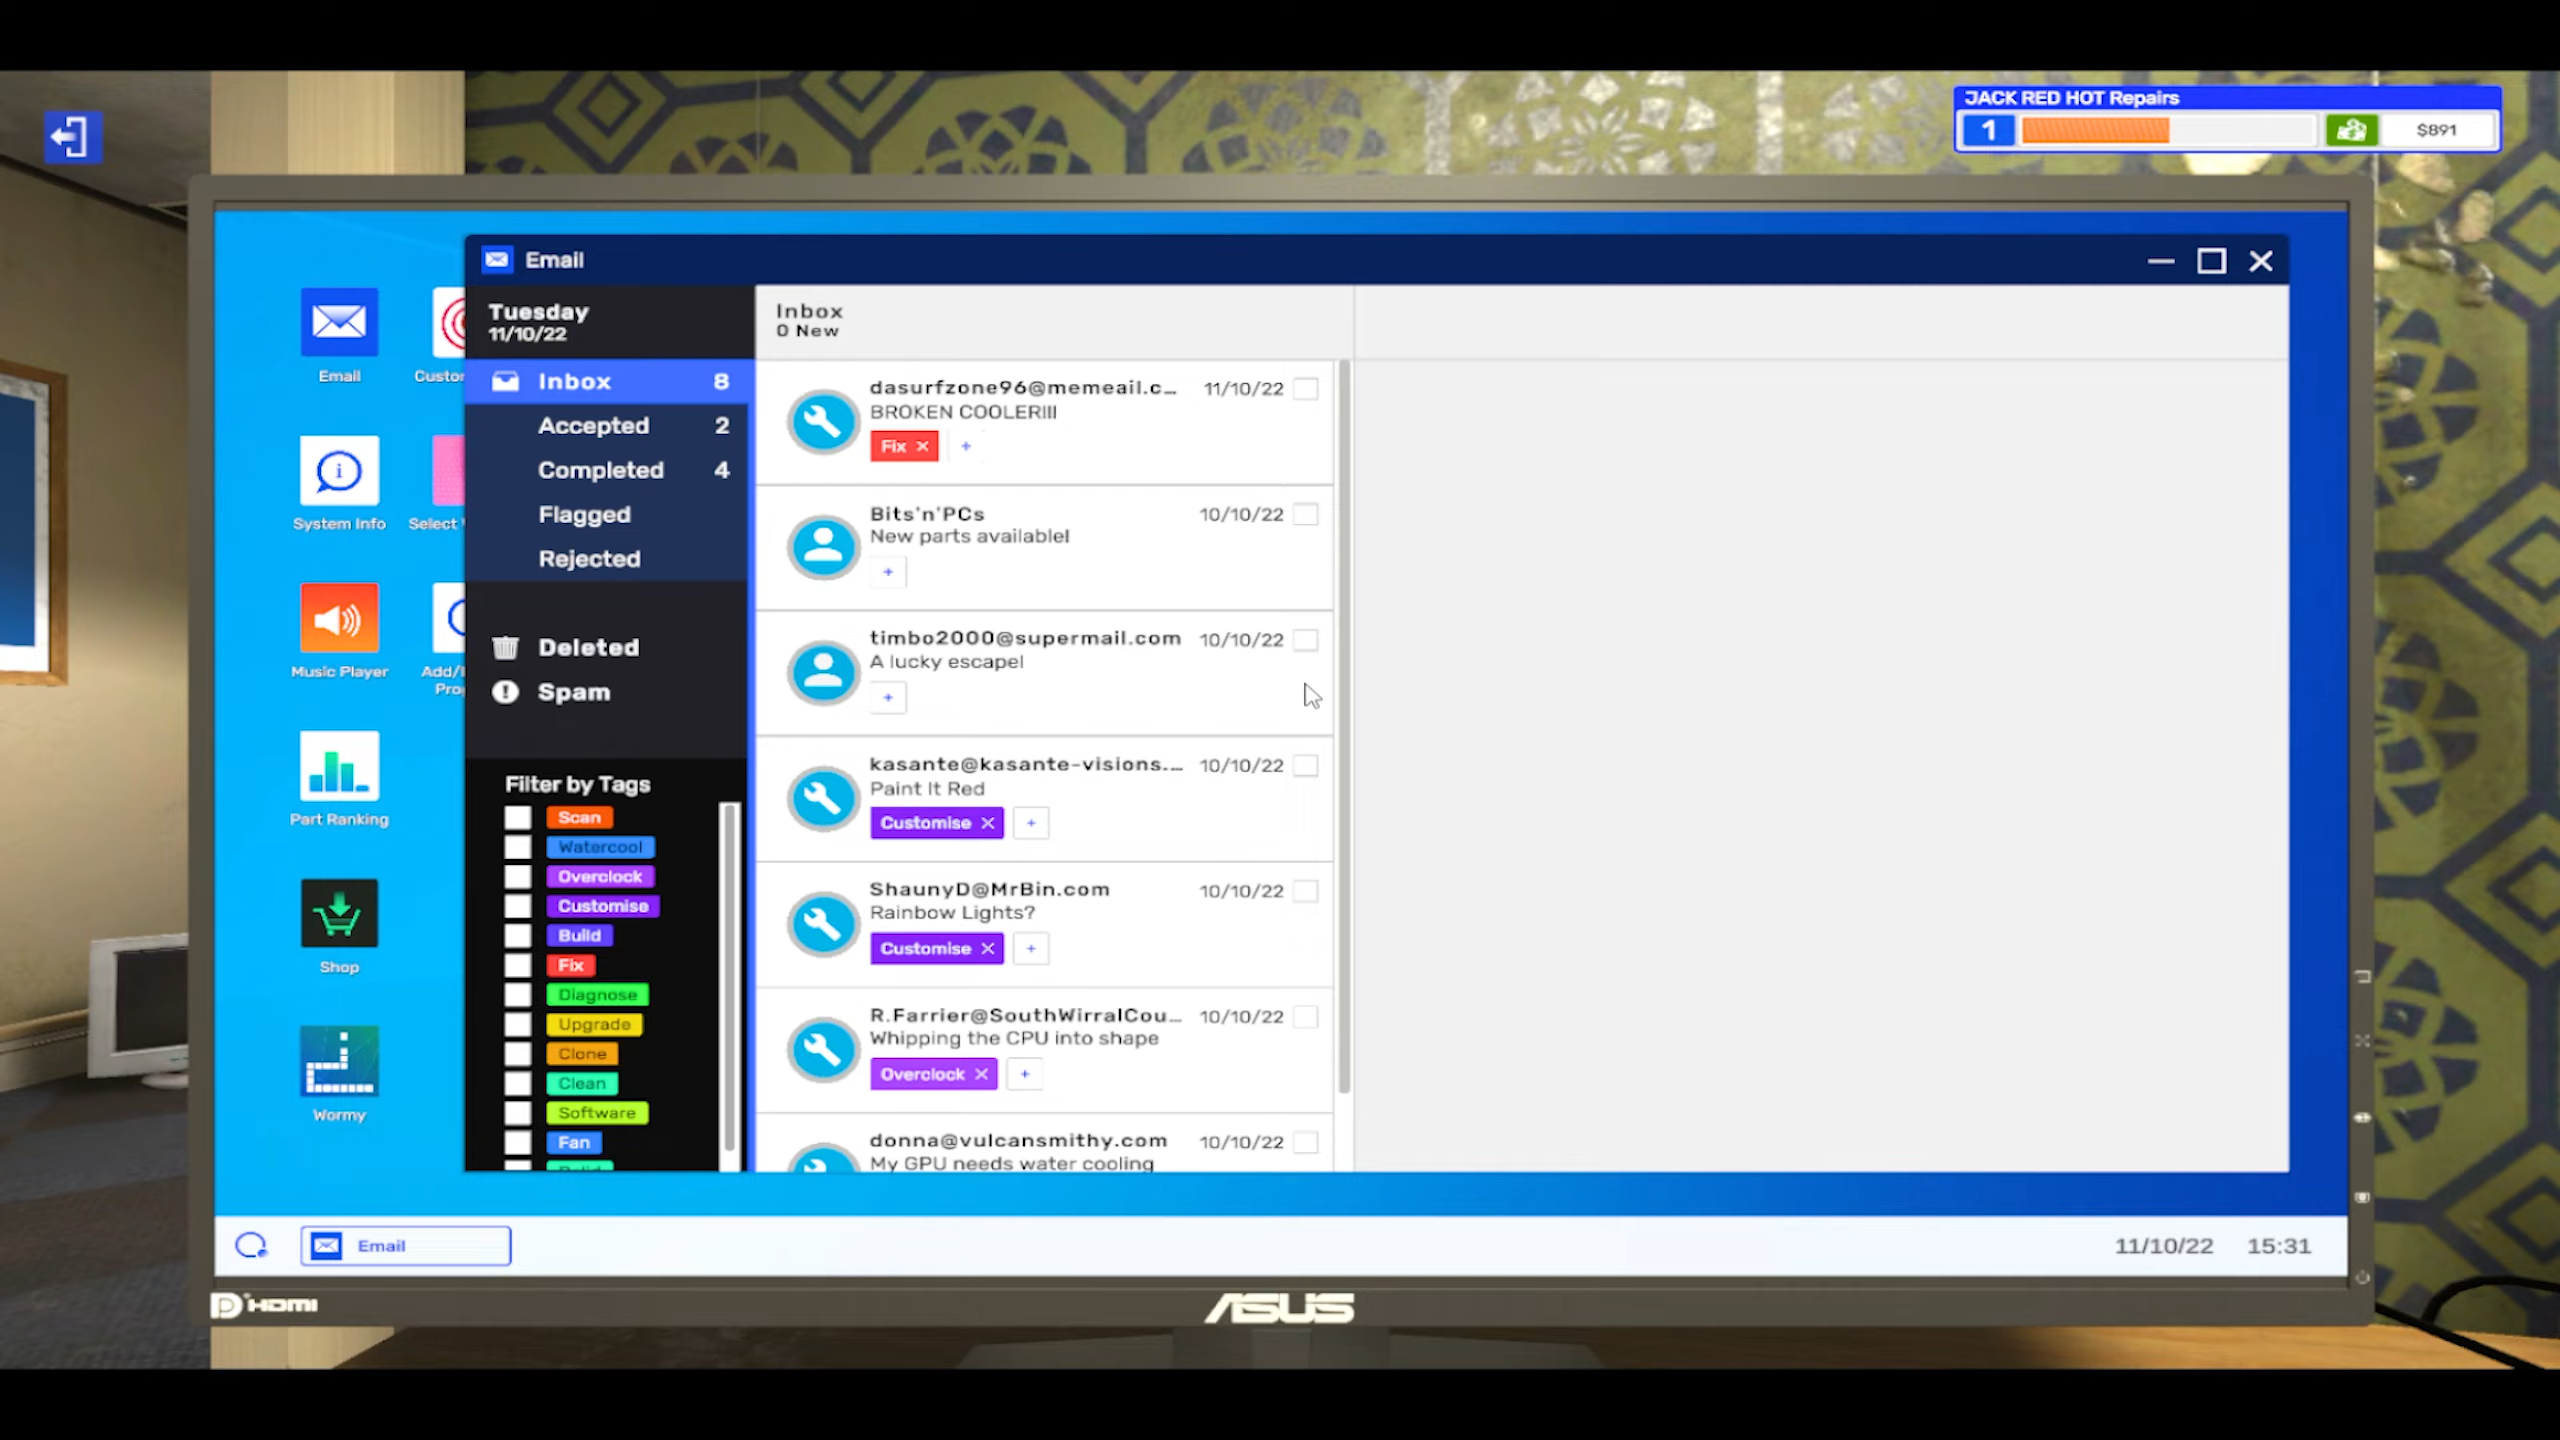 JACK RED HOT Repairs
1
$891
Email
Tuesday
11/10/22
Inbox 8
Accepted 2
Completed 4
Flagged
Rejected
Deleted
Spam
Filter by Tags
Scan
Watercool
Overclock
Customise
Build
Fix
Diagnose
Upgrade
Clone
Clean
Software
Fan
Inbox
0 New
dasurfzone96@memeail.c... 11/10/22
BROKEN COOLER!!!
Fix ×
+
Bits'n'PCs 10/10/22
New parts available!
+
timbo2000@supermail.com 10/10/22
A lucky escape!
+
kasante@kasante-visions.... 10/10/22
Paint It Red
Customise ×
+
ShaunyD@MrBin.com 10/10/22
Rainbow Lights?
Customise ×
+
R.Farrier@SouthWirralCou... 10/10/22
Whipping the CPU into shape
Overclock ×
+
donna@vulcansmithy.com 10/10/22
My GPU needs water cooling
Email
Custo
System Info
Select
Music Player
Add/
Pro
Part Ranking
Shop
Wormy
Email
11/10/22 15:31
HDMI
ASUS